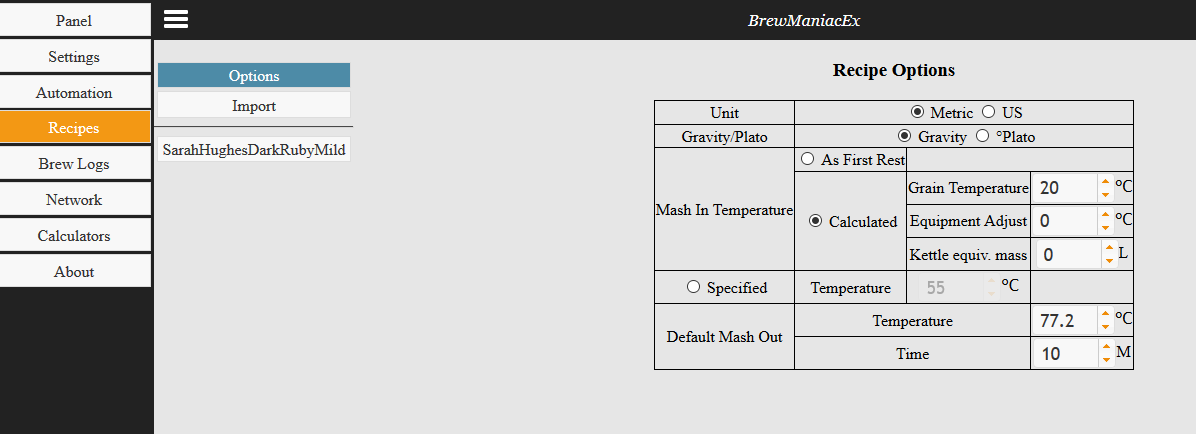 Panel
Settings
Automation
Recipes
Brew Logs
Network
Calculators
About
BrewManiacEx
Options
Import
SarahHughesDarkRubyMild
Recipe Options
Unit Metric US
Gravity/Plato Gravity °Plato
Mash In Temperature
As First Rest
Calculated
Grain Temperature 20 °C
Equipment Adjust 0 °C
Kettle equiv. mass 0 L
Specified Temperature 55 °C
Default Mash Out
Temperature 77.2 °C
Time 10 M